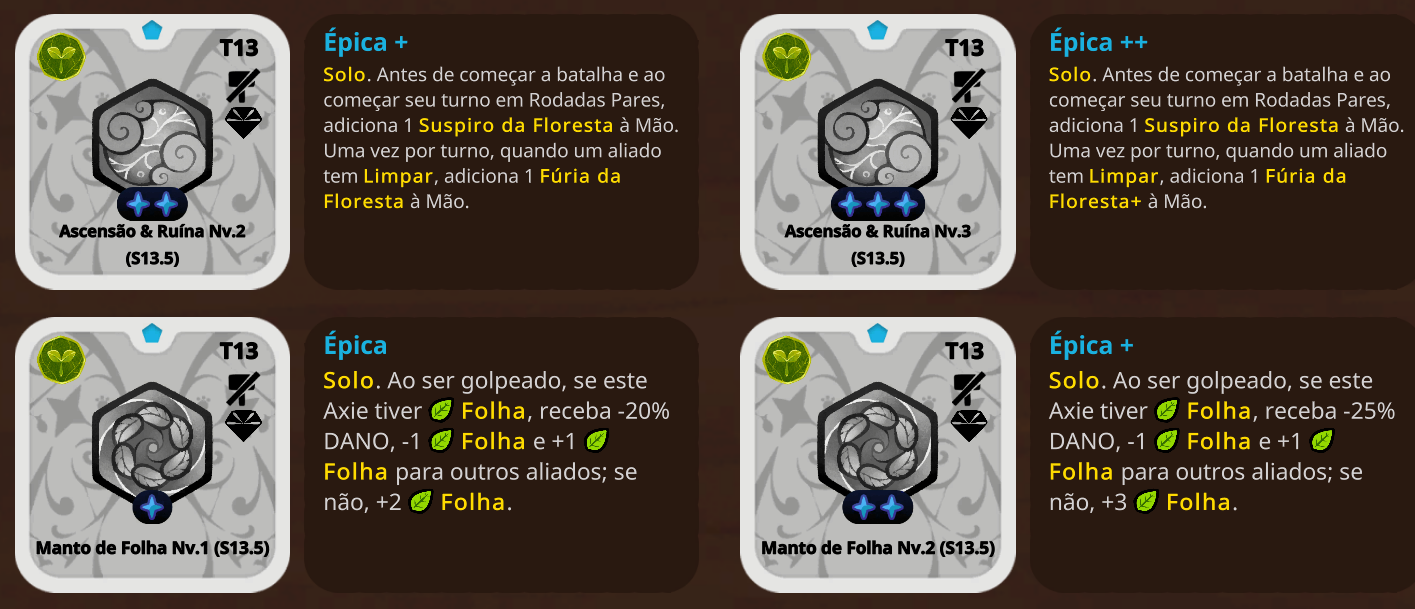 T13
Ascensão & Ruína Nv.2
(S13.5)
Épica +
Solo. Antes de começar a batalha e ao
começar seu turno em Rodadas Pares,
adiciona 1 Suspiro da Floresta à Mão.
Uma vez por turno, quando um aliado
tem Limpar, adiciona 1 Fúria da
Floresta à Mão.
T13
Ascensão & Ruína Nv.3
(S13.5)
Épica ++
Solo. Antes de começar a batalha e ao
começar seu turno em Rodadas Pares,
adiciona 1 Suspiro da Floresta à Mão.
Uma vez por turno, quando um aliado
tem Limpar, adiciona 1 Fúria da
Floresta+ à Mão.
T13
Manto de Folha Nv.1 (S13.5)
Épica
Solo. Ao ser golpeado, se este
Axie tiver Folha, receba -20%
DANO, -1 Folha e +1
Folha para outros aliados; se
não, +2 Folha.
T13
Manto de Folha Nv.2 (S13.5)
Épica +
Solo. Ao ser golpeado, se este
Axie tiver Folha, receba -25%
DANO, -1 Folha e +1
Folha para outros aliados; se
não, +3 Folha.